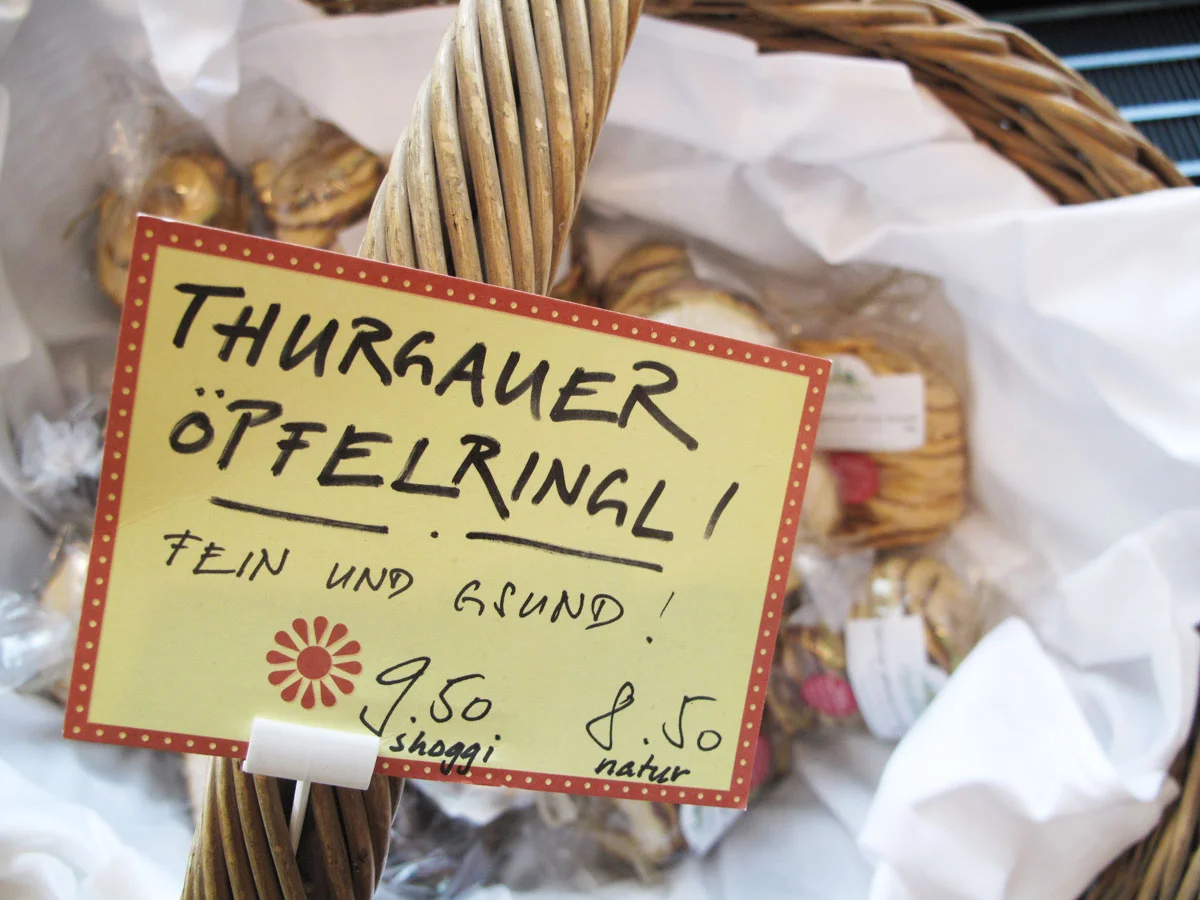 THURGAUER
ÖPFELRINGLI
FEIN UND GSUND!
9.50 8.50
shoggi natur